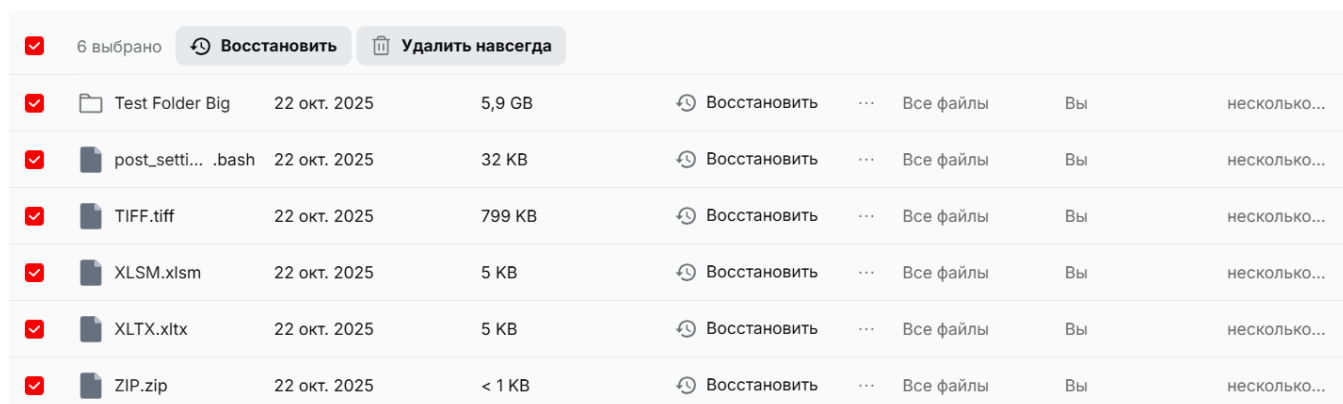 6 выбрано Восстановить Удалить навсегда
Test Folder Big 22 окт. 2025 5,9 GB Восстановить ... Все файлы Вы несколько...
post_setti... .bash 22 окт. 2025 32 KB Восстановить ... Все файлы Вы несколько...
TIFF.tiff 22 окт. 2025 799 KB Восстановить ... Все файлы Вы несколько...
XLSM.xlsm 22 окт. 2025 5 KB Восстановить ... Все файлы Вы несколько...
XLTX.xltx 22 окт. 2025 5 KB Восстановить ... Все файлы Вы несколько...
ZIP.zip 22 окт. 2025 < 1 KB Восстановить ... Все файлы Вы несколько...